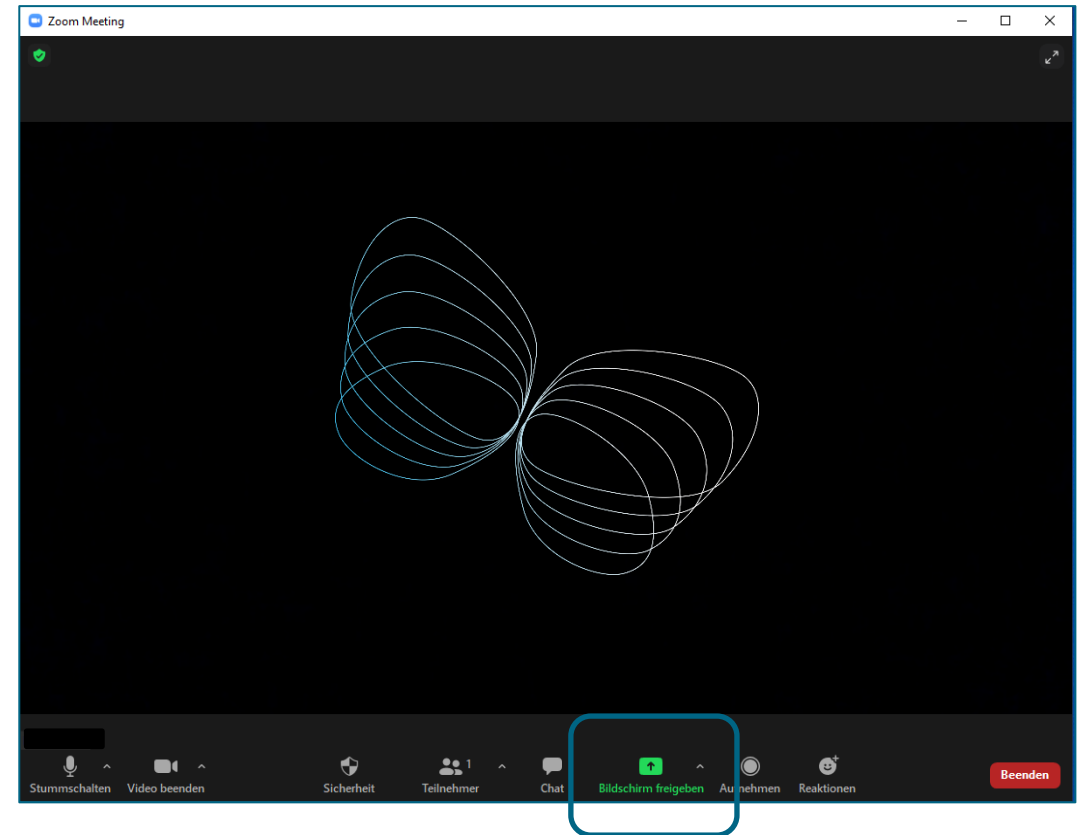 Zoom Meeting
1
Stummschalten Video beenden Sicherheit Teilnehmer Chat Bildschirm freigeben Aufnehmen Reaktionen Beenden